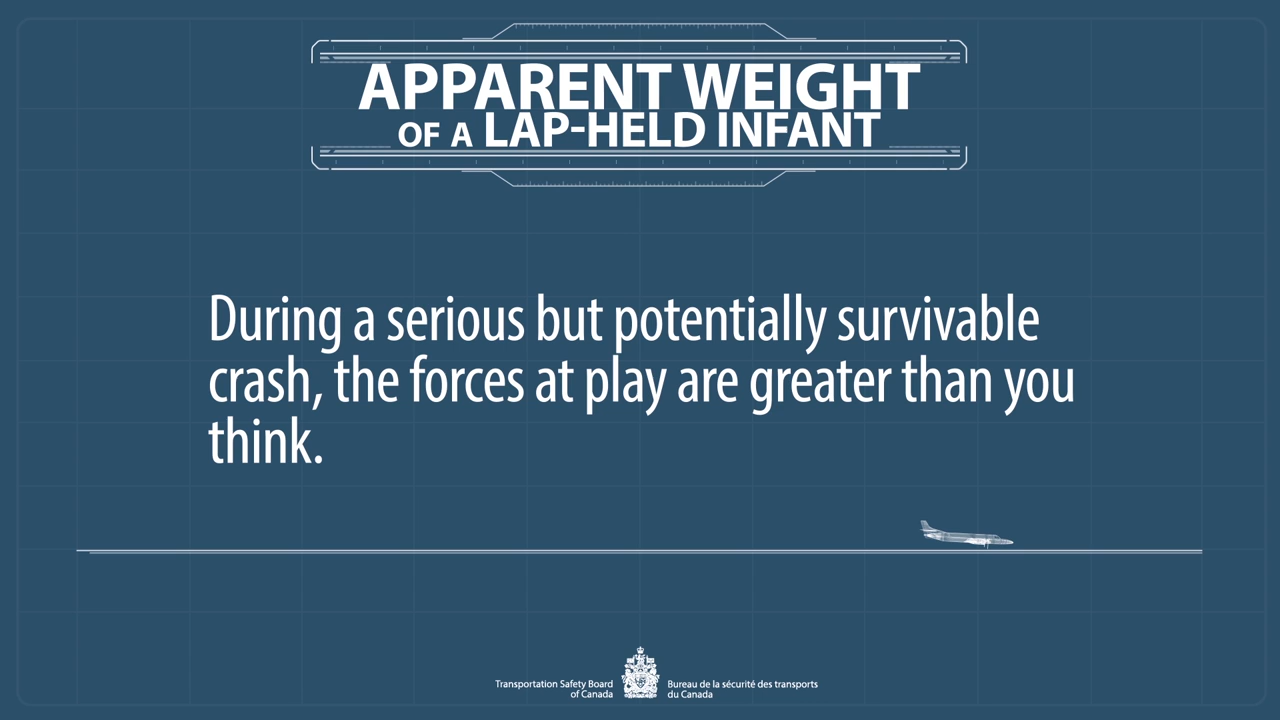 APPARENT WEIGHT
OF A LAP-HELD INFANT
During a serious but potentially survivable
crash, the forces at play are greater than you
think.
Transportation Safety Board
of Canada
Bureau de la sécurité des transports
du Canada